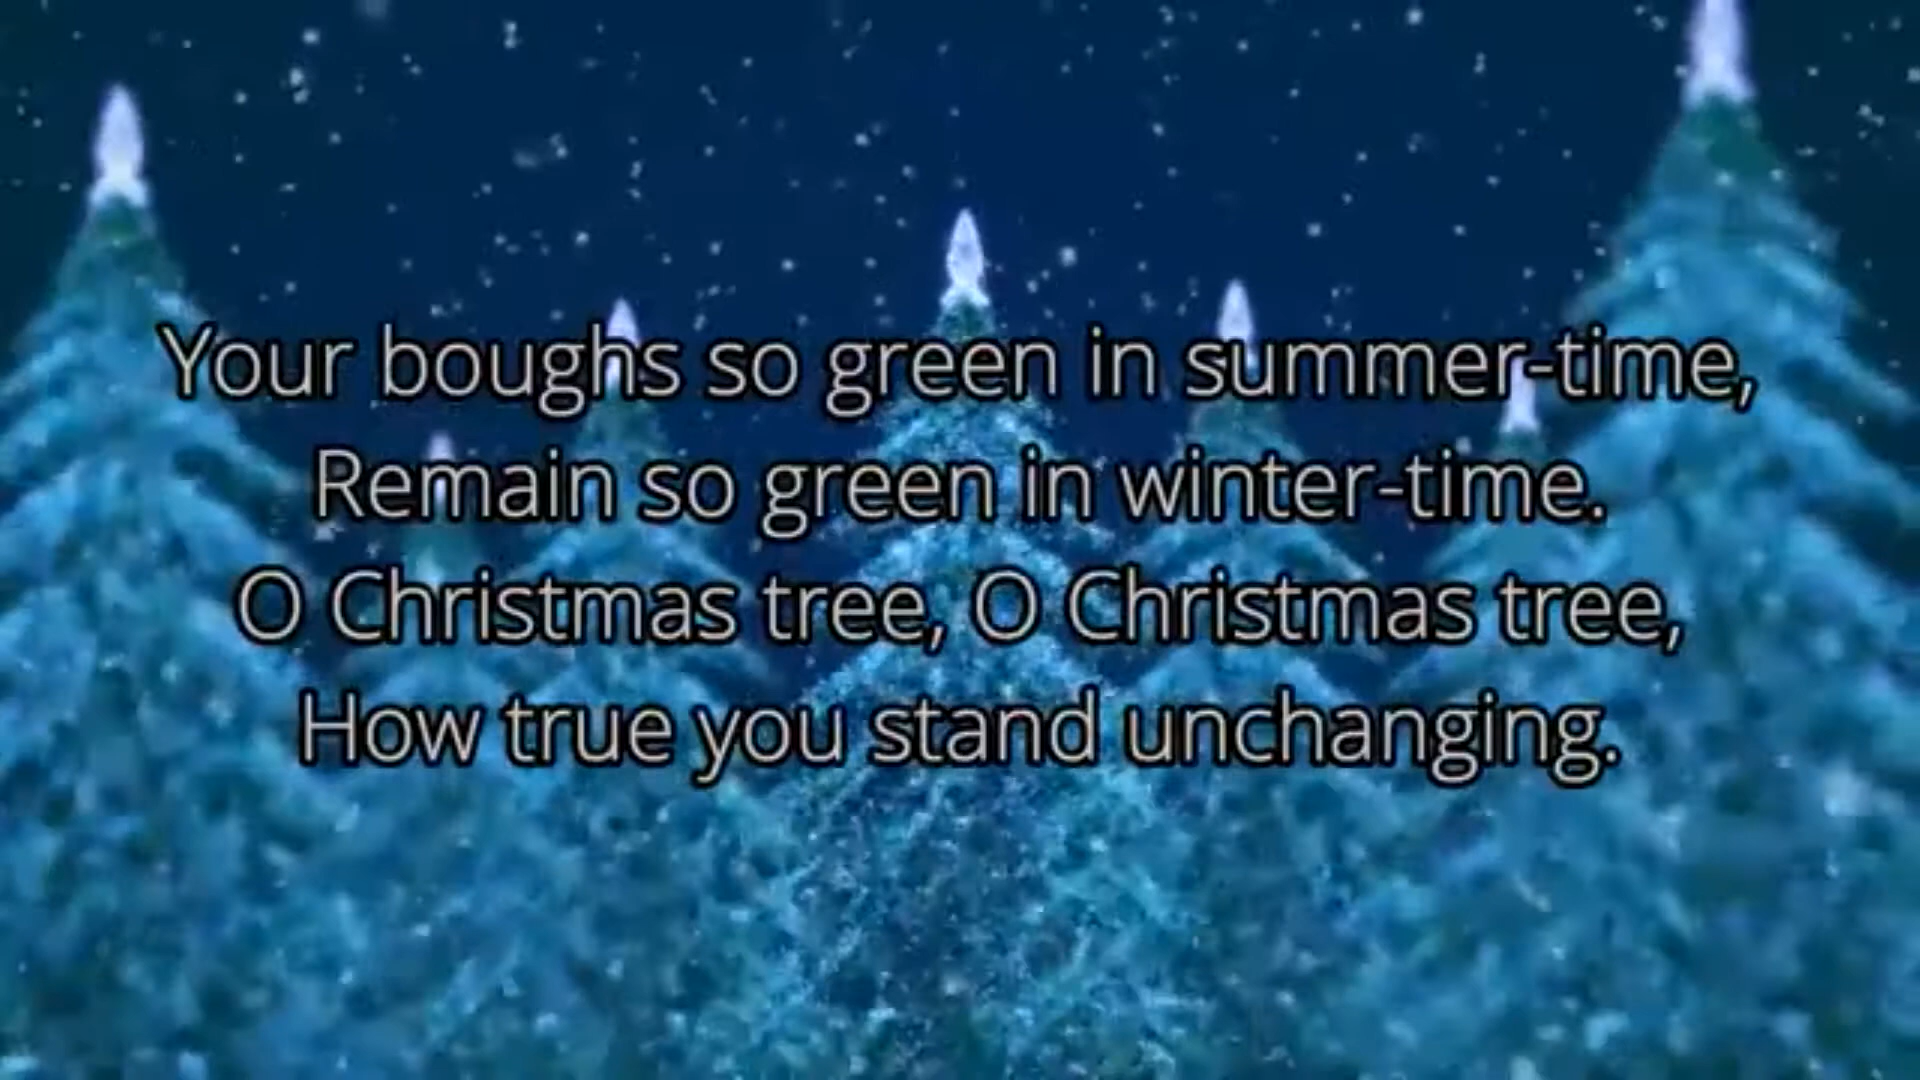 Your boughs so green in summer-time,
Remain so green in winter-time.
O Christmas tree, O Christmas tree,
How true you stand unchanging.